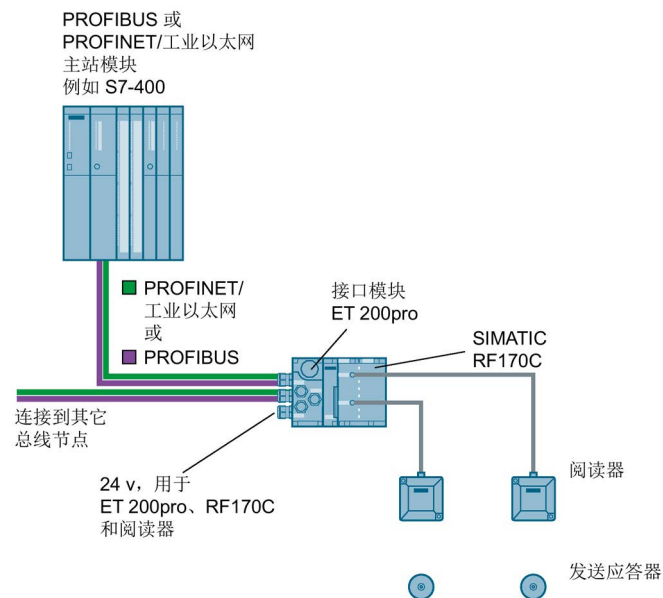 PROFIBUS 或
PROFINET/工业以太网
主站模块
例如 S7-400
PROFINET/
工业以太网
或
PROFIBUS
接口模块
ET 200pro
SIMATIC
RF170C
连接到其它
总线节点
24 v，用于
ET 200pro、RF170C
和阅读器
阅读器
发送应答器